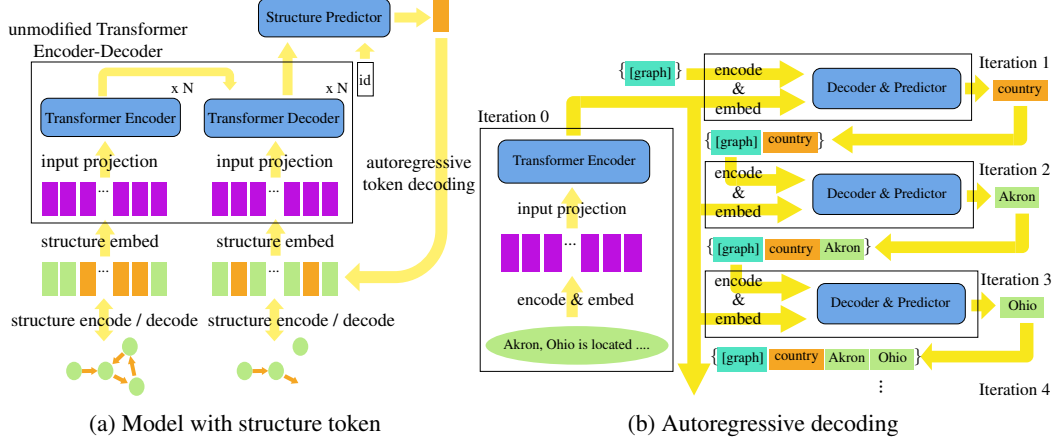 Structure Predictor
unmodified Transformer
Encoder-Decoder
id
x N
x N
Transformer Encoder
Transformer Decoder
input projection
input projection
...
...
autoregressive
token decoding
structure embed
structure embed
...
...
structure encode / decode
structure encode / decode
(a) Model with structure token
Iteration 0
Transformer Encoder
input projection
...
encode & embed
Akron, Ohio is located ....
{[graph]}
encode
&
embed
Decoder & Predictor
Iteration 1
country
{[graph] country}
encode
&
embed
Decoder & Predictor
Iteration 2
Akron
{[graph] country Akron}
encode
&
embed
Decoder & Predictor
Iteration 3
Ohio
{[graph] country Akron Ohio}
⋮
Iteration 4
(b) Autoregressive decoding